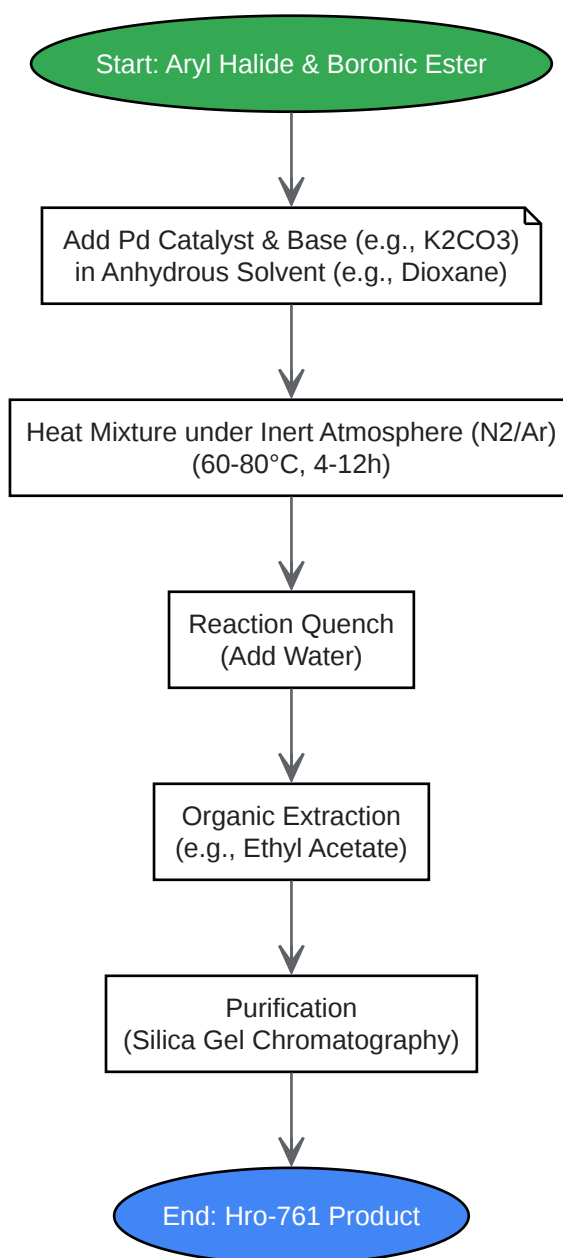 Start: Aryl Halide & Boronic Ester
Add Pd Catalyst & Base (e.g., K2CO3)
in Anhydrous Solvent (e.g., Dioxane)
Heat Mixture under Inert Atmosphere (N2/Ar)
(60-80°C, 4-12h)
Reaction Quench
(Add Water)
Organic Extraction
(e.g., Ethyl Acetate)
Purification
(Silica Gel Chromatography)
End: Hro-761 Product